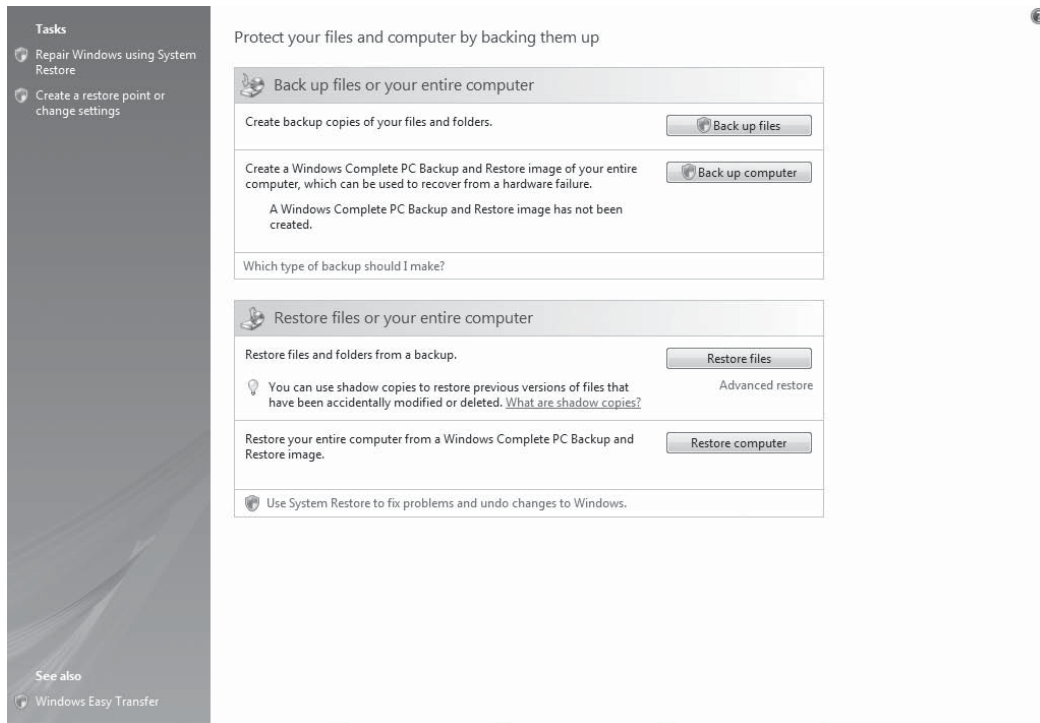 Tasks
Repair Windows using System
Restore
Create a restore point or
change settings
Protect your files and computer by backing them up
Back up files or your entire computer
Create backup copies of your files and folders.
Back up files
Create a Windows Complete PC Backup and Restore image of your entire
computer, which can be used to recover from a hardware failure.
Back up computer
A Windows Complete PC Backup and Restore image has not been
created.
Which type of backup should I make?
Restore files or your entire computer
Restore files and folders from a backup.
Restore files
You can use shadow copies to restore previous versions of files that
have been accidentally modified or deleted. What are shadow copies?
Advanced restore
Restore your entire computer from a Windows Complete PC Backup and
Restore image.
Restore computer
Use System Restore to fix problems and undo changes to Windows.
See also
Windows Easy Transfer